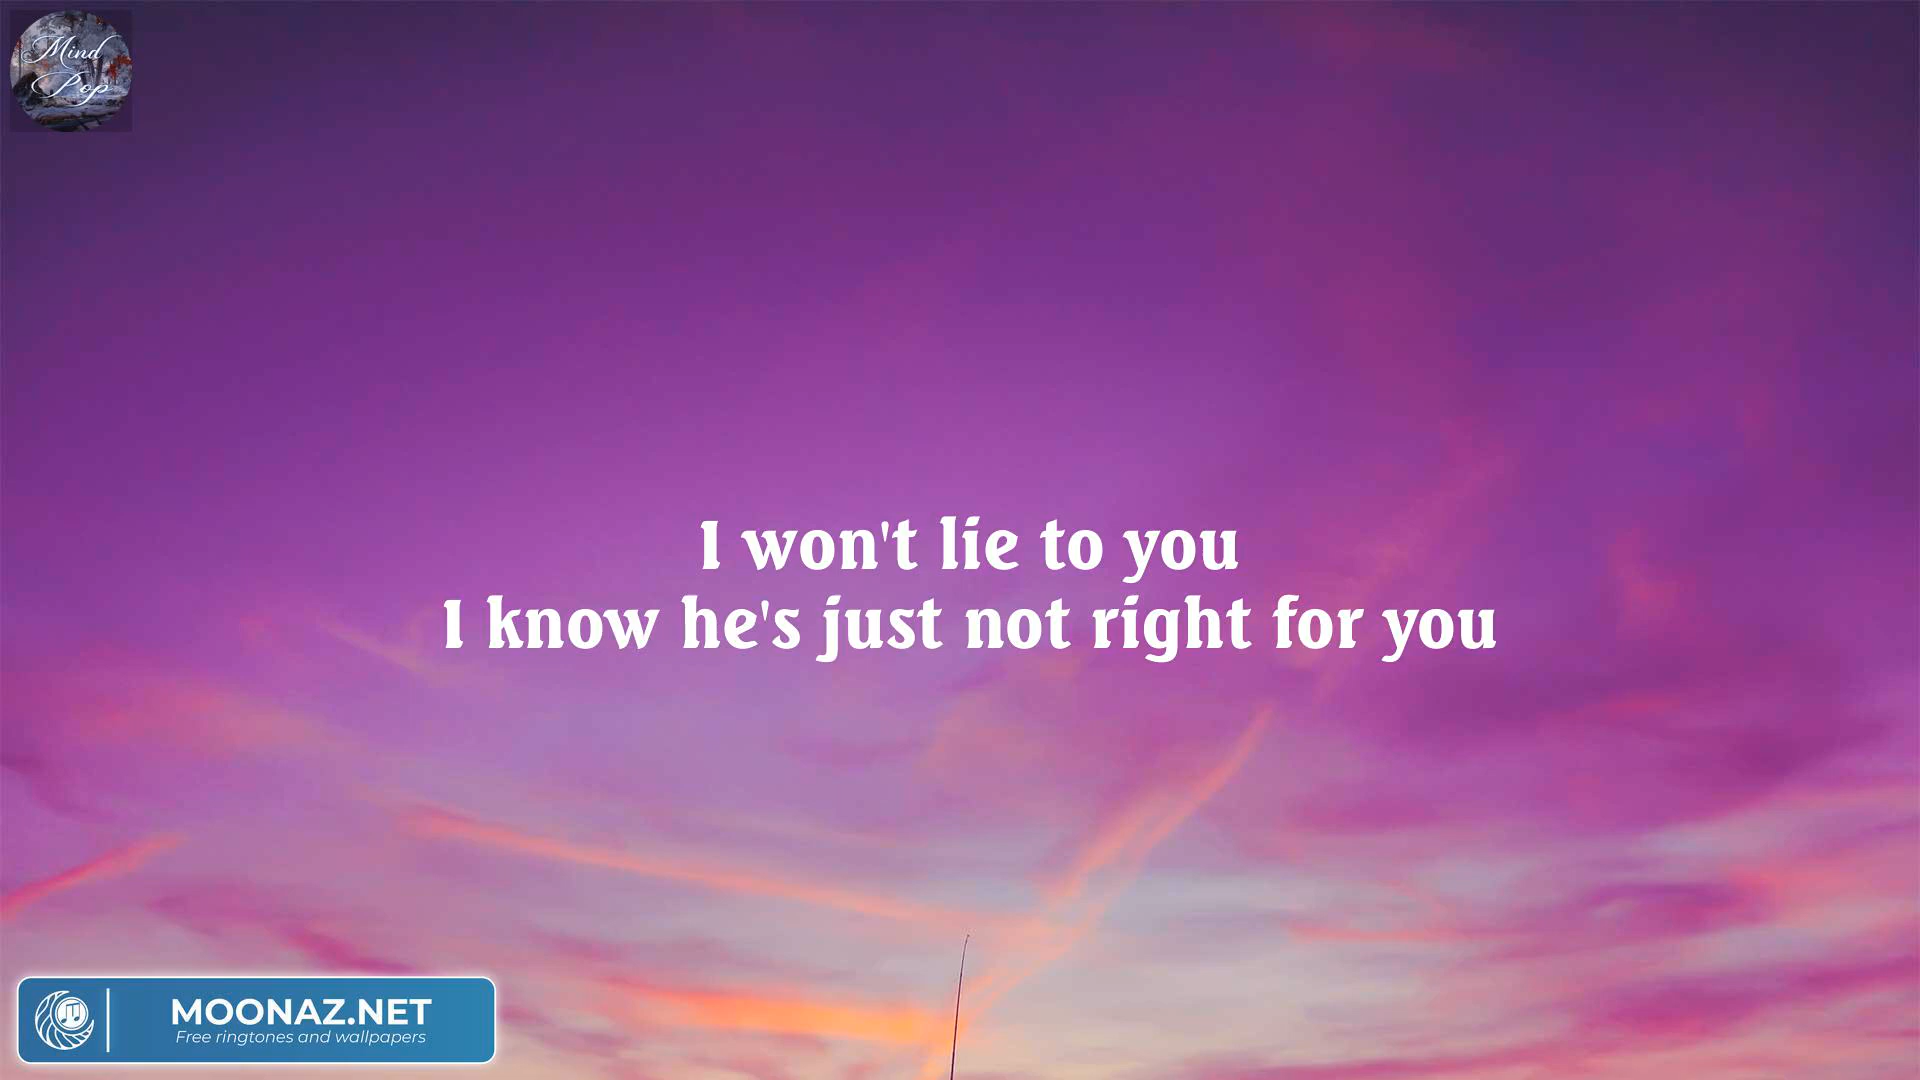 Mind
Pop
I won't lie to you
I know he's just not right for you
MOONAZ.NET
Free ringtones and wallpapers